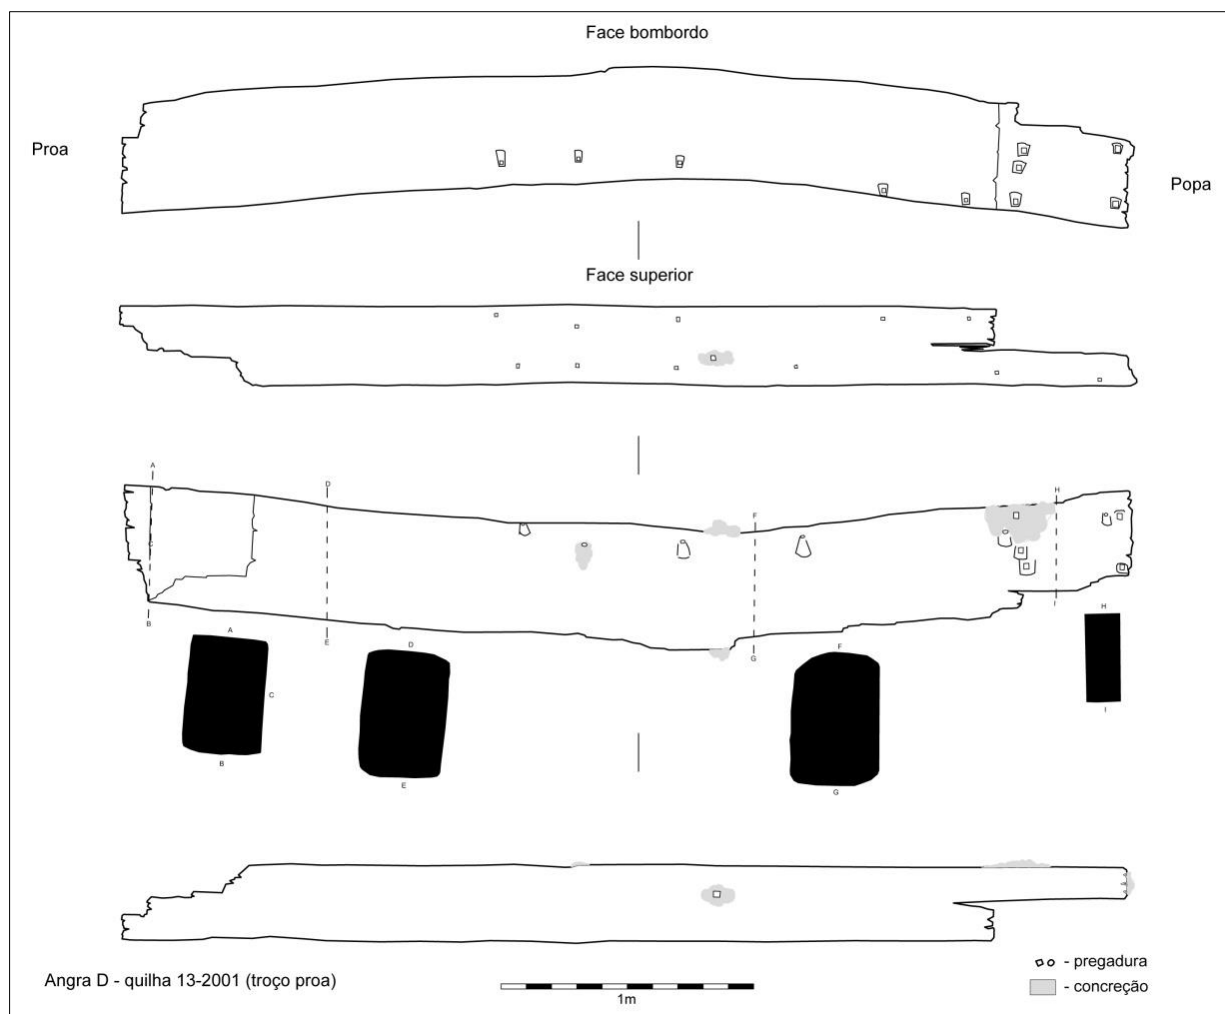 Face bombordo
Proa
Popa
Face superior
A
D
H
F
C
B
E
G
I
A
D
F
H
C
B
E
G
I
Angra D - quilha 13-2001 (troço proa)
1m
- pregadura
- concreção